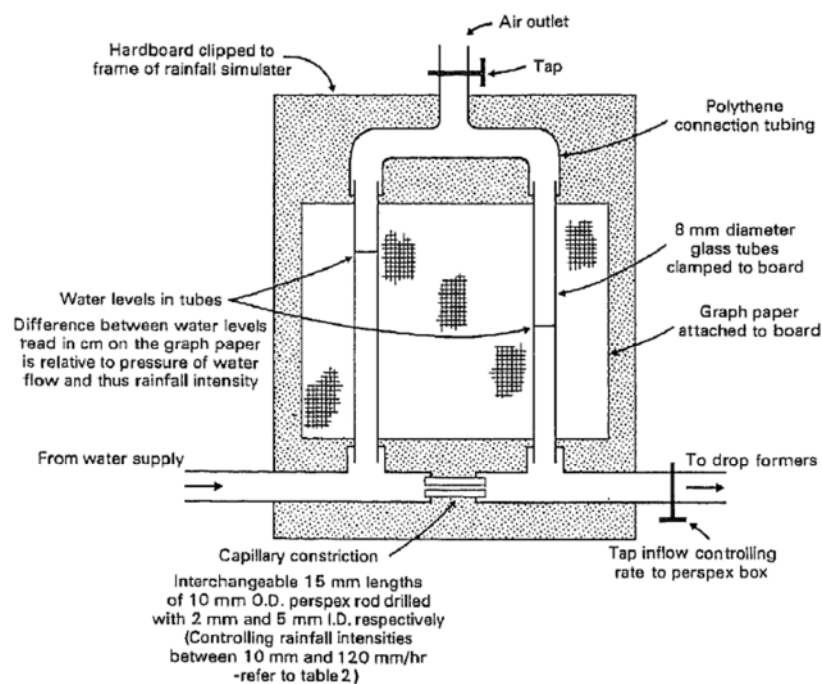 Air outlet
Hardboard clipped to
frame of rainfall simulater
Tap
Polythene
connection tubing
8 mm diameter
glass tubes
clamped to board
Water levels in tubes
Difference between water levels
read in cm on the graph paper
is relative to pressure of water
flow and thus rainfall intensity
Graph paper
attached to board
From water supply
To drop formers
Capillary constriction
Interchangeable 15 mm lengths
of 10 mm O.D. perspex rod drilled
with 2 mm and 5 mm I.D. respectively
(Controlling rainfall intensities
between 10 mm and 120 mm/hr
-refer to table 2)
Tap inflow controlling
rate to perspex box